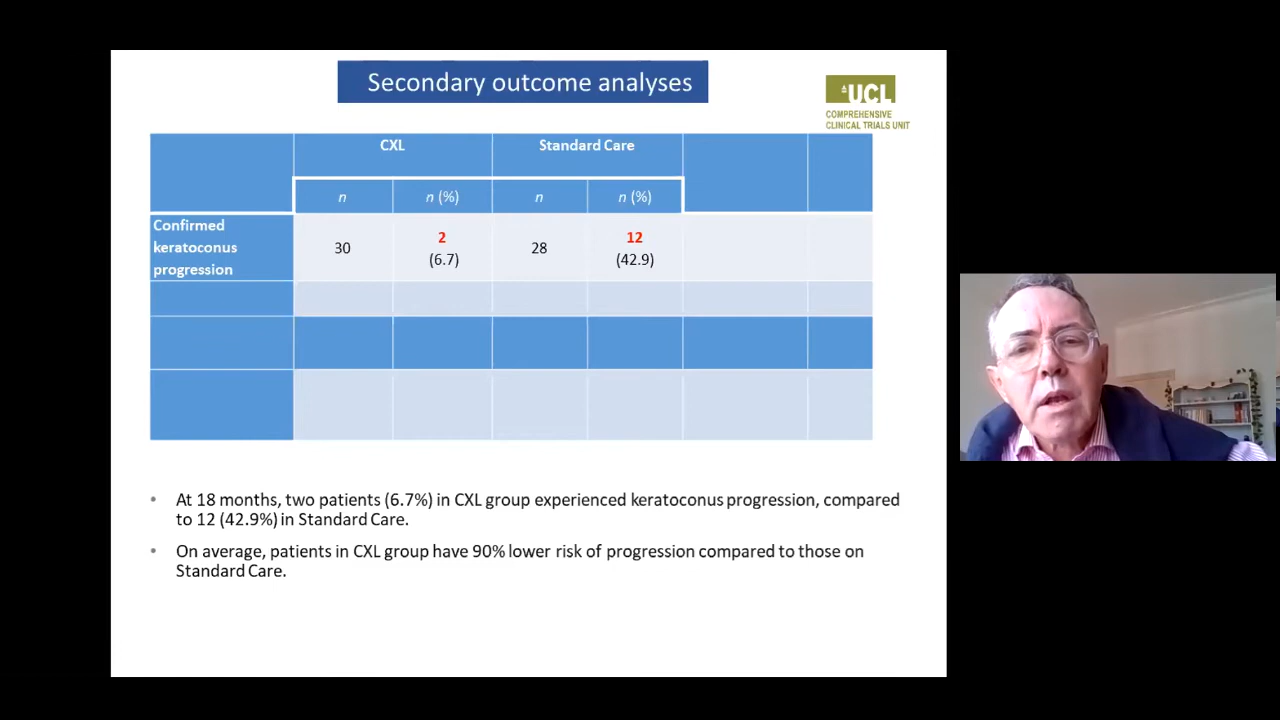 Secondary outcome analyses
UCL
COMPREHENSIVE
CLINICAL TRIALS UNIT
CXL
Standard Care
n
n (%)
n
n (%)
Confirmed
keratoconus
progression
30
2
(6.7)
28
12
(42.9)
• At 18 months, two patients (6.7%) in CXL group experienced keratoconus progression, compared
to 12 (42.9%) in Standard Care.
• On average, patients in CXL group have 90% lower risk of progression compared to those on
Standard Care.